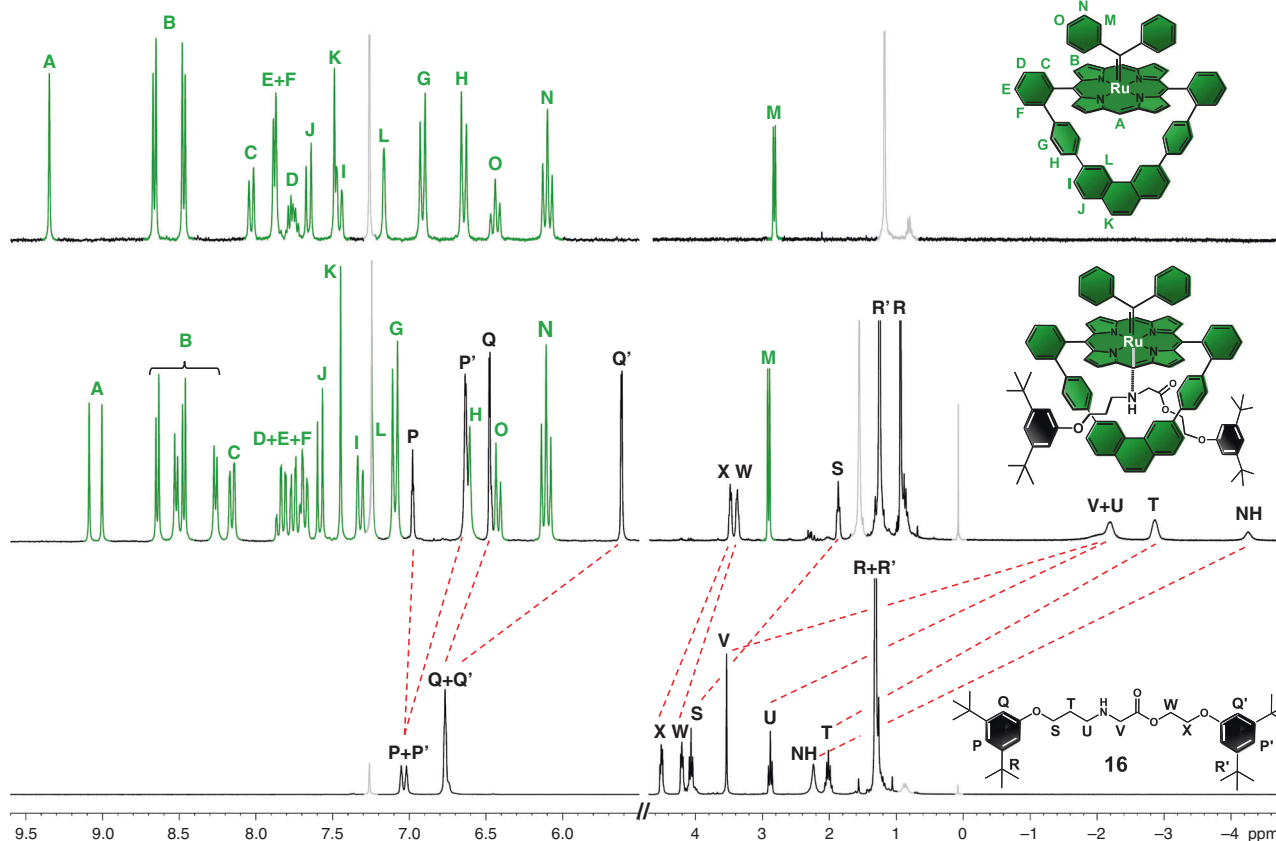 A
B
C
E+F
D
J
K
I
L
G
H
O
N
M
N
O
M
D
C
B
E
F
A
G
H
L
I
J
K
Ru
N
N
N
N
A
B
C
D+E+F
J
K
I
L
G
P
P'
H
Q
O
N
Q'
X
W
M
S
R'
R
V+U
T
NH
Ru
N
N
N
N
N
H
O
O
O
O
P+P'
Q+Q'
X
W
S
V
U
NH
T
R+R'
Q
P
R
O
S
T
U
H
N
V
O
O
W
X
O
Q'
P'
R'
16
9.5
9.0
8.5
8.0
7.5
7.0
6.5
6.0
//
4
3
2
1
0
−1
−2
−3
−4
ppm